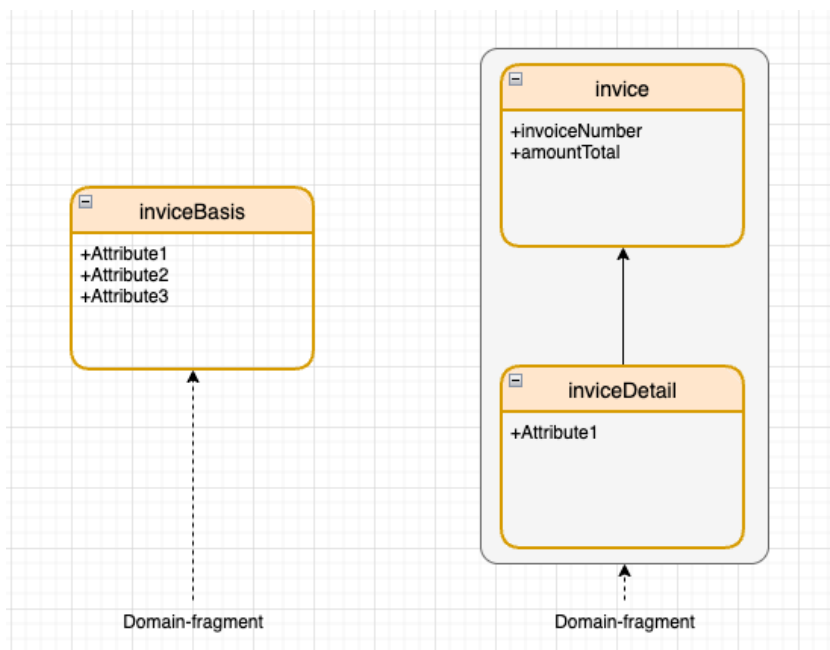 inviceBasis
+Attribute1
+Attribute2
+Attribute3
Domain-fragment
invice
+invoiceNumber
+amountTotal
inviceDetail
+Attribute1
Domain-fragment